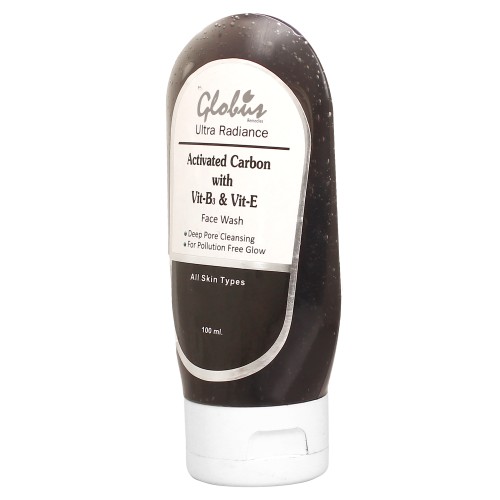 Globus
Remedies
Ultra Radiance
Activated Carbon
with
Vit-B₃ & Vit-E
Face Wash
Deep Pore Cleansing
For Pollution Free Glow
All Skin Types
100 ml.